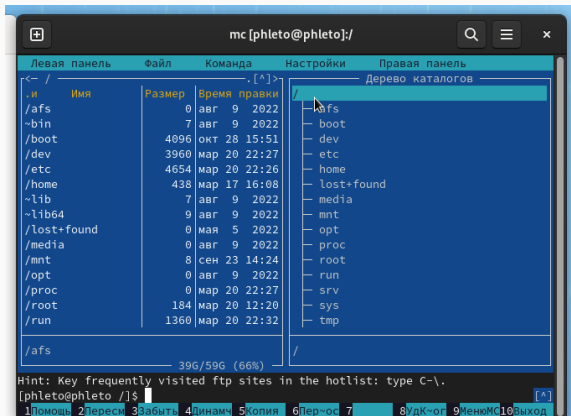 mc [phleto@phleto]:/
Левая панель Файл Команда Настройки Правая панель
<— / .[^]>
.и Имя Размер Время правки
/afs 0 авг 9 2022
~bin 7 авг 9 2022
/boot 4096 окт 28 15:51
/dev 3960 мар 20 22:27
/etc 4654 мар 20 22:26
/home 438 мар 17 16:08
~lib 7 авг 9 2022
~lib64 9 авг 9 2022
/lost+found 0 мая 5 2022
/media 0 авг 9 2022
/mnt 8 сен 23 14:24
/opt 0 авг 9 2022
/proc 0 мар 20 22:27
/root 184 мар 20 12:20
/run 1360 мар 20 22:32
/afs
39G/59G (66%)
Дерево каталогов
/
afs
boot
dev
etc
home
lost+found
media
mnt
opt
proc
root
run
srv
sys
tmp
/
Hint: Key frequently visited ftp sites in the hotlist: type C-\.
[phleto@phleto /]$ [^]
1Помощь 2Пересм 3Забыть 4Динамч 5Копия 6Пер~ос 7 8УдК~ог 9МенюMC 10Выход